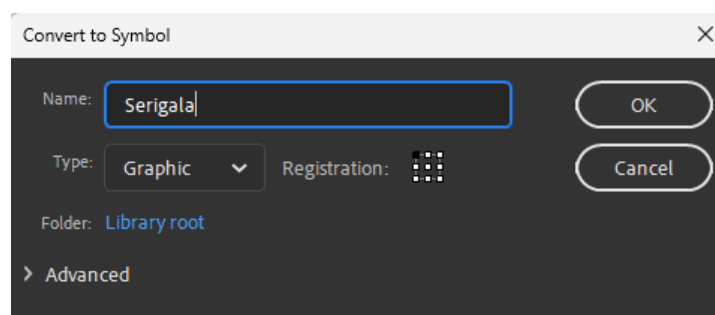 Convert to Symbol
Name: Serigala OK
Type: Graphic Registration: Cancel
Folder: Library root
Advanced